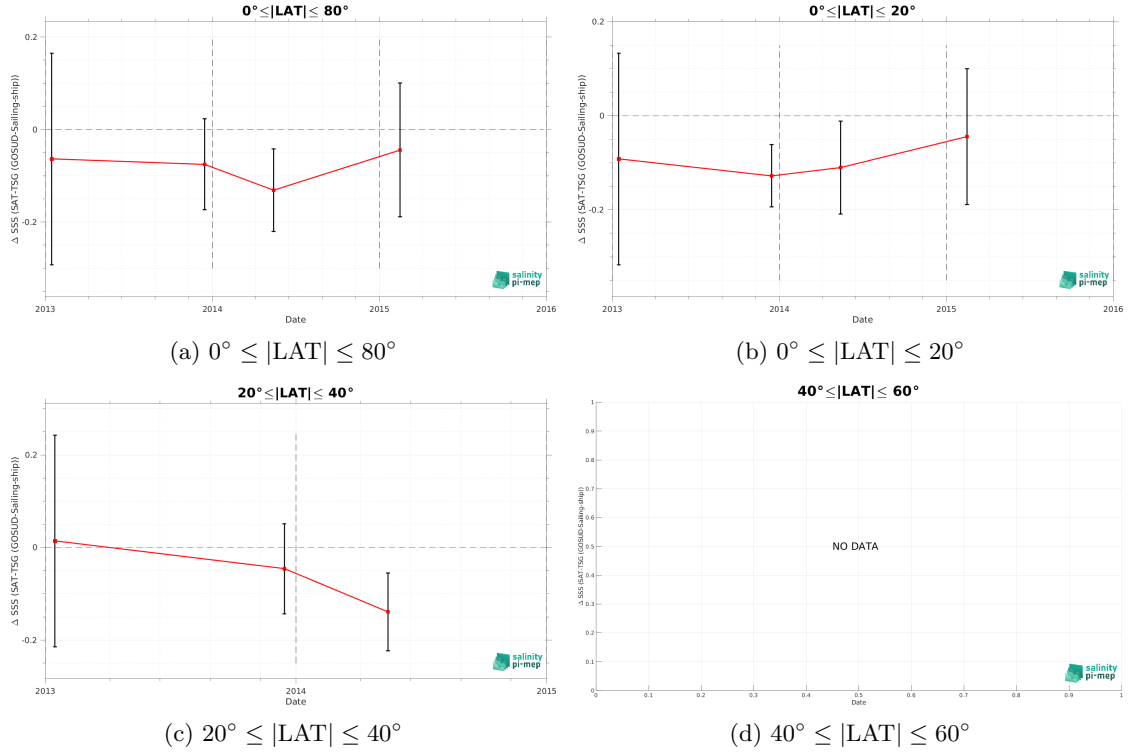 0°≤|LAT|≤ 80°
Δ SSS (SAT-TSG (GOSUD-Sailing-ship))
0.2
0
-0.2
2013 2014 2015 2016
Date
salinity
pi-mep
(a) 0° ≤ |LAT| ≤ 80°
0°≤|LAT|≤ 20°
Δ SSS (SAT-TSG (GOSUD-Sailing-ship))
0.2
0
-0.2
2013 2014 2015 2016
Date
salinity
pi-mep
(b) 0° ≤ |LAT| ≤ 20°
20°≤|LAT|≤ 40°
Δ SSS (SAT-TSG (GOSUD-Sailing-ship))
0.2
0
-0.2
2013 2014 2015
Date
salinity
pi-mep
(c) 20° ≤ |LAT| ≤ 40°
40°≤|LAT|≤ 60°
Δ SSS (SAT-TSG (GOSUD-Sailing-ship))
1
0.9
0.8
0.7
0.6
0.5
0.4
0.3
0.2
0.1
0
NO DATA
0 0.1 0.2 0.3 0.4 0.5 0.6 0.7 0.8 0.9 1
Date
salinity
pi-mep
(d) 40° ≤ |LAT| ≤ 60°